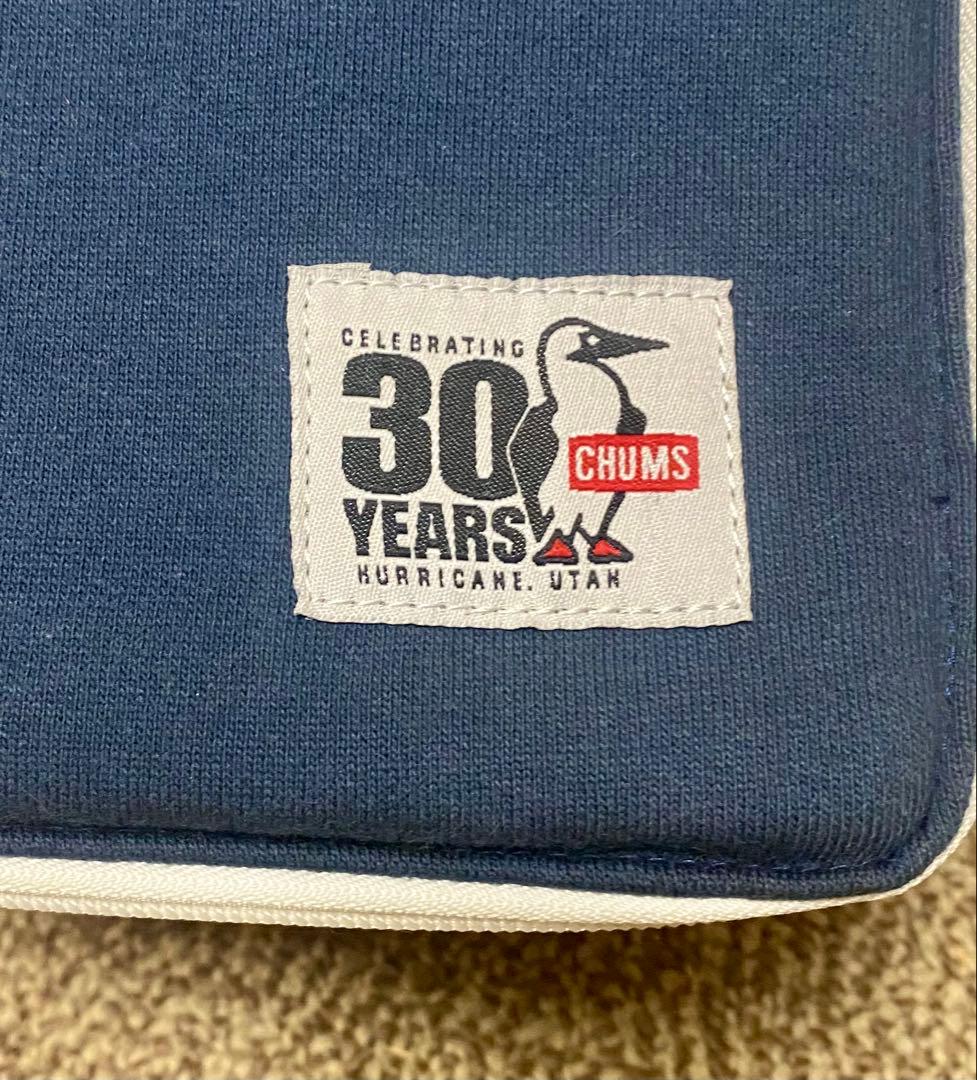 CELEBRATING
30
YEARS
CHUMS
HURRICANE, UTAH